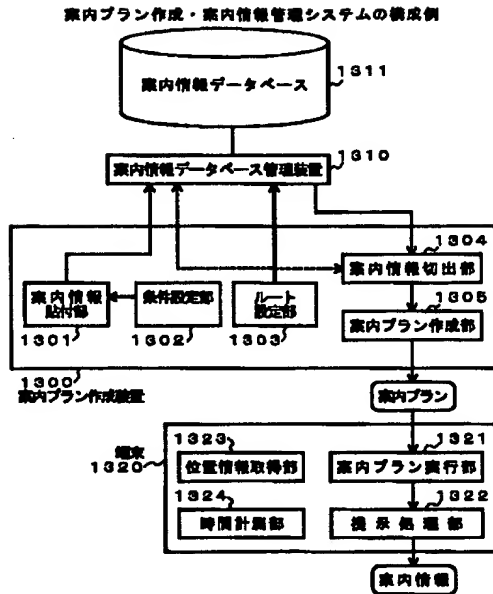 案内プラン作成・案内情報管理システムの構成例
案内情報データベース
1311
案内情報データベース管理装置
1310
1304
案内情報切出部
案内情報
貼付部
1301
条件設定部
1302
ルート
設定部
1303
1305
案内プラン作成部
1300
案内プラン作成装置
案内プラン
端末
1320
1323
位置情報取得部
1321
案内プラン実行部
1324
時間計測部
1322
提示処理部
案内情報